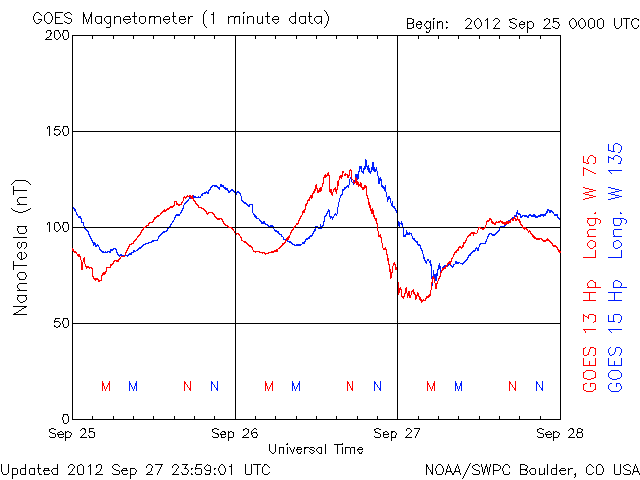 GOES Magnetometer (1 minute data)
Begin: 2012 Sep 25 0000 UTC
200
150
100
50
0
NanoTesla (nT)
M M N N M M N N M M N N
Sep 25 Sep 26 Sep 27 Sep 28
Universal Time
GOES 13 Hp Long. W 75
GOES 15 Hp Long. W 135
Updated 2012 Sep 27 23:59:01 UTC
NOAA/SWPC Boulder, CO USA